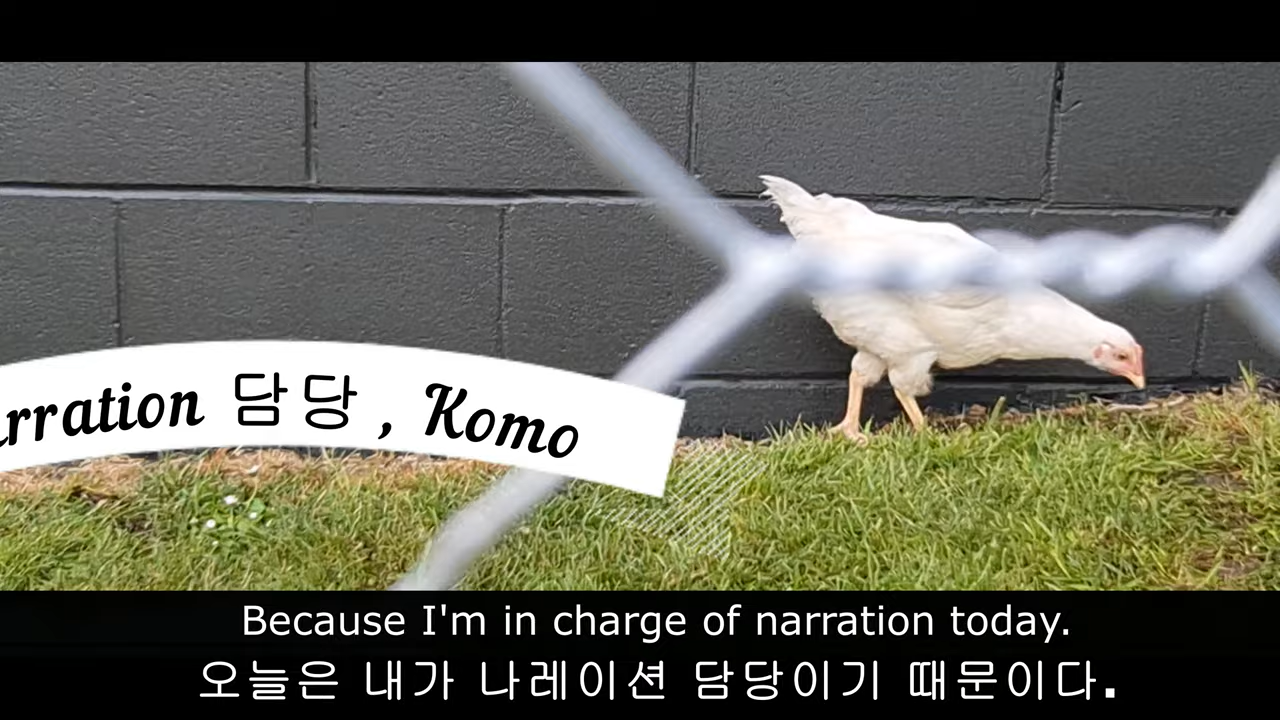 rration 담당 , Komo
Because I'm in charge of narration today.
오늘은 내가 나레이션 담당이기 때문이다.